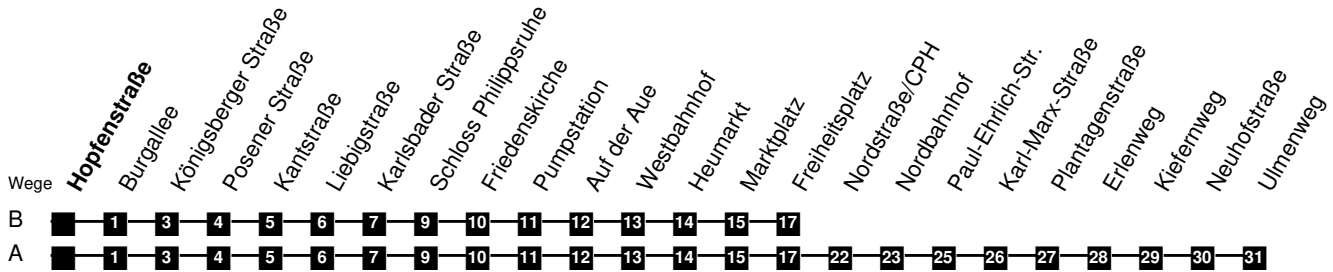 Hopfenstraße
Burgallee
Königsberger Straße
Posener Straße
Kantstraße
Liebigstraße
Karlsbader Straße
Schloss Philippsruhe
Friedenskirche
Pumpstation
Auf der Aue
Westbahnhof
Heumarkt
Marktplatz
Freiheitsplatz
Nordstraße/CPH
Nordbahnhof
Paul-Ehrlich-Str.
Karl-Marx-Straße
Plantagenstraße
Erlenweg
Kiefernweg
Neuhofstraße
Ulmenweg
Wege
B 1 3 4 5 6 7 9 10 11 12 13 14 15 17
A 1 3 4 5 6 7 9 10 11 12 13 14 15 17 22 23 25 26 27 28 29 30 31